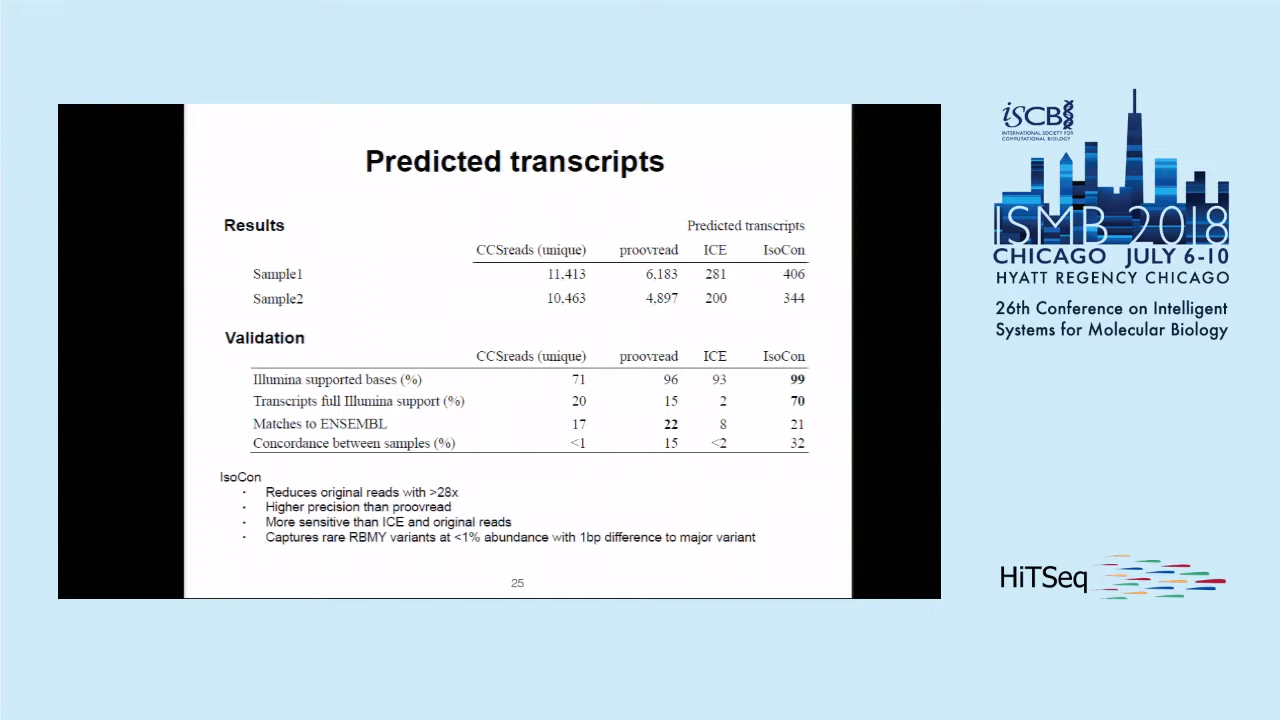 Predicted transcripts
Results
Predicted transcripts
CCSreads (unique) proovread ICE IsoCon
Sample1 11,413 6,183 281 406
Sample2 10,463 4,897 200 344
Validation
CCSreads (unique) proovread ICE IsoCon
Illumina supported bases (%) 71 96 93 99
Transcripts full Illumina support (%) 20 15 2 70
Matches to ENSEMBL 17 22 8 21
Concordance between samples (%) <1 15 <2 32
IsoCon
· Reduces original reads with >28x
· Higher precision than proovread
· More sensitive than ICE and original reads
· Captures rare RBMY variants at <1% abundance with 1bp difference to major variant
25
iSCB
INTERNATIONAL SOCIETY FOR
COMPUTATIONAL BIOLOGY
ISMB 2018
CHICAGO JULY 6-10
HYATT REGENCY CHICAGO
26th Conference on Intelligent
Systems for Molecular Biology
HiTSeq